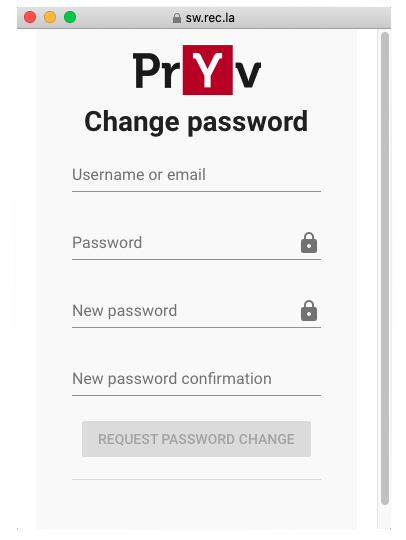 sw.rec.la
PrYv
Change password
Username or email
Password
New password
New password confirmation
REQUEST PASSWORD CHANGE